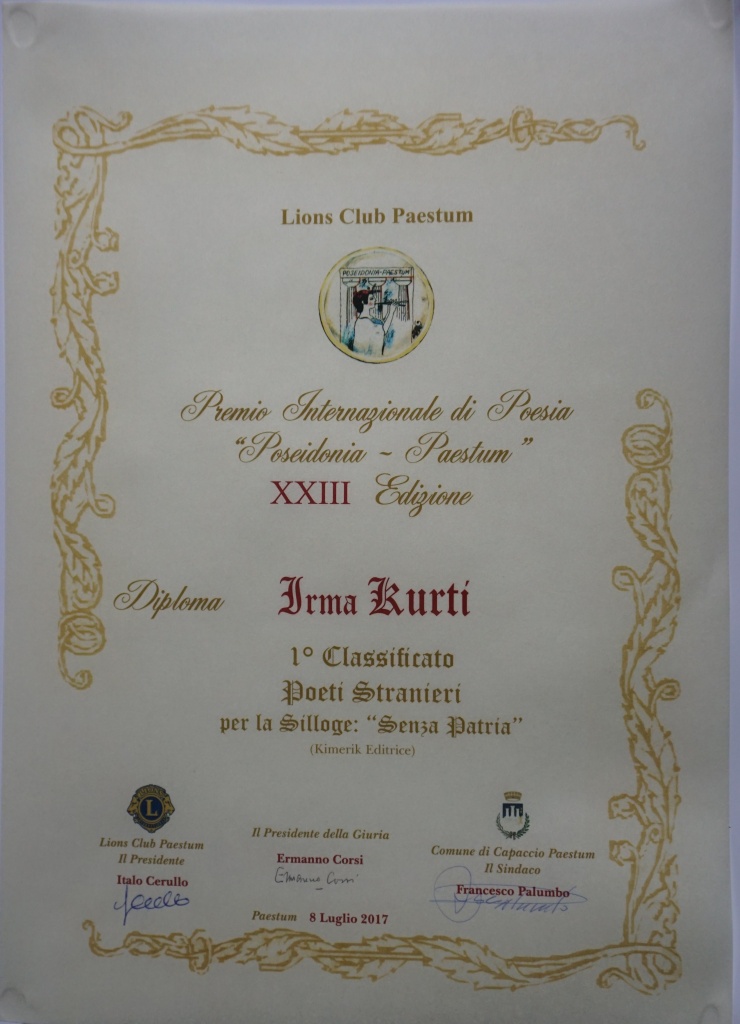 Lions Club Paestum
POSEIDONIA-PAESTUM
Premio Internazionale di Poesia
“Poseidonia ~ Paestum”
XXIII Edizione
Diploma Irma Kurti
1° Classificato
Poeti Stranieri
per la Silloge: “Senza Patria”
(Kimerik Editrice)
L
Lions Club Paestum
Il Presidente
Italo Cerullo
Il Presidente della Giuria
Ermanno Corsi
Ermanno Corsi
Comune di Capaccio Paestum
Il Sindaco
Francesco Palumbo
Paestum 8 Luglio 2017